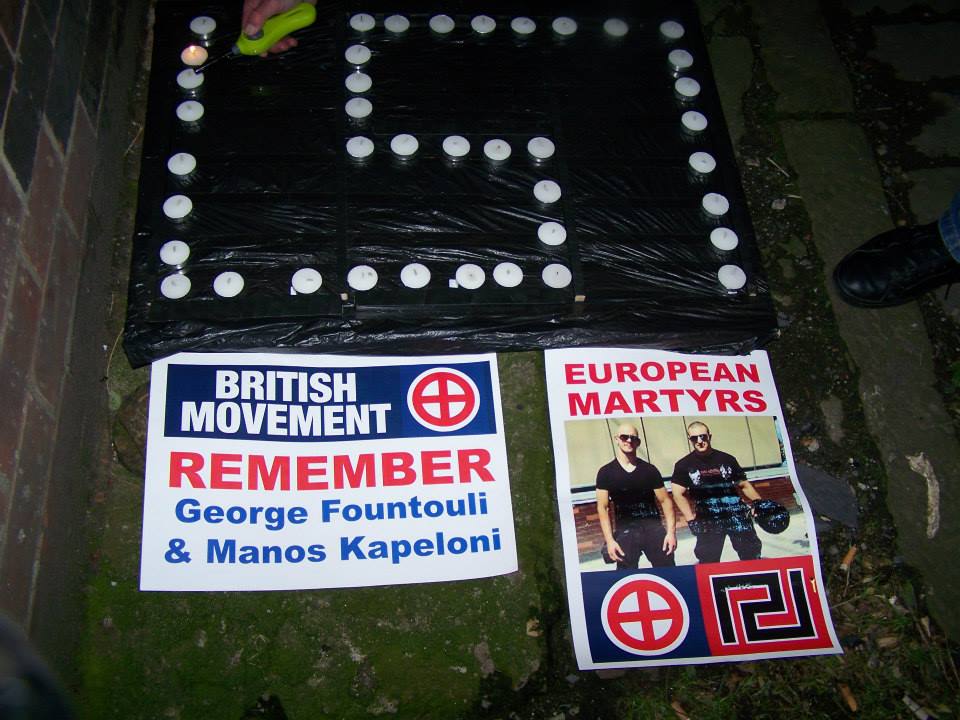 BRITISH
MOVEMENT
REMEMBER
George Fountouli
& Manos Kapeloni
EUROPEAN
MARTYRS